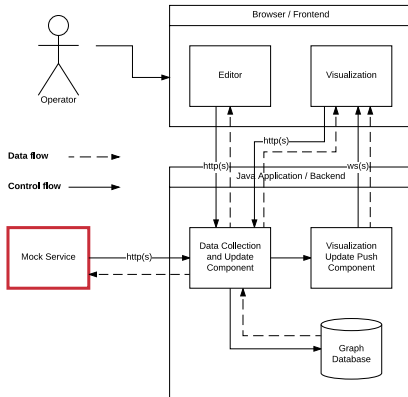 Browser / Frontend
Editor
Visualization
Operator
http(s)
Data flow
http(s)
ws(s)
Control flow
Java Application / Backend
Mock Service
http(s)
Data Collection
and Update
Component
Visualization
Update Push
Component
Graph
Database